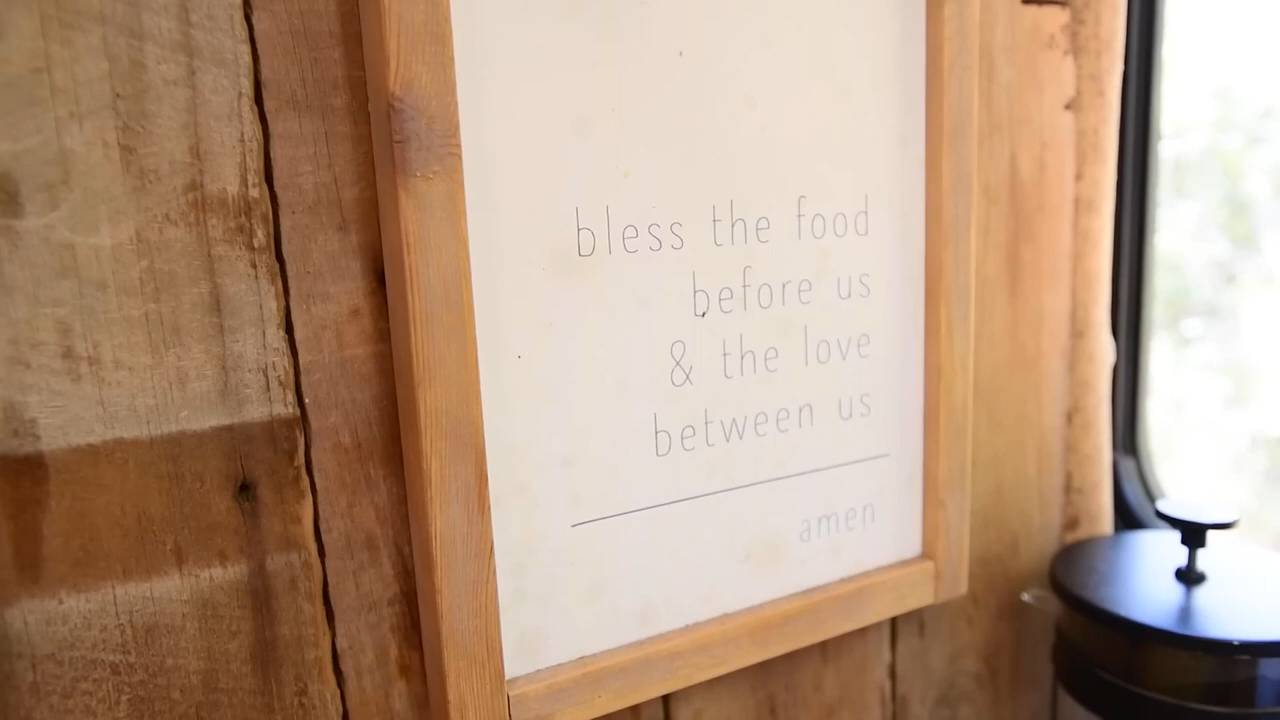 bless the food
before us
& the love
between us
amen